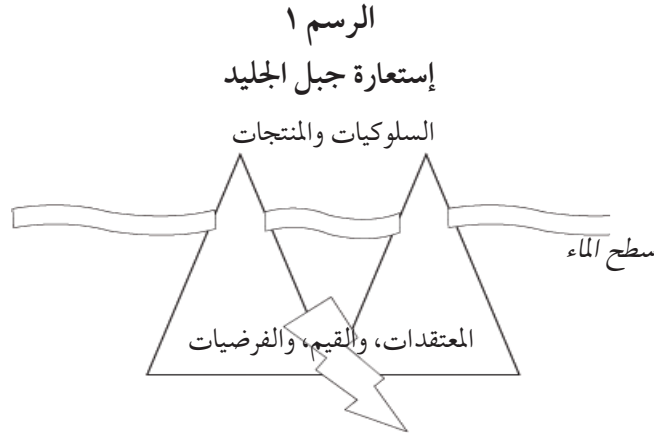 الرسم ١
إستعارة جبل الجليد
السلوكيات والمنتجات
سطح الماء
المعتقدات، والقيم، والفرضيات